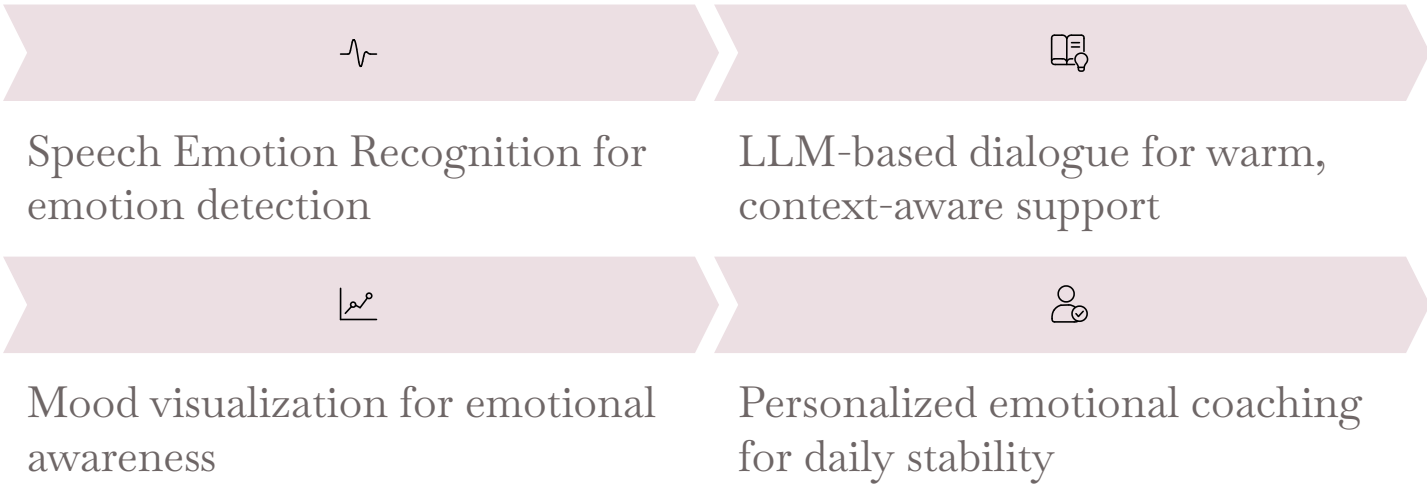 Speech Emotion Recognition for
emotion detection
LLM-based dialogue for warm,
context-aware support
Mood visualization for emotional
awareness
Personalized emotional coaching
for daily stability